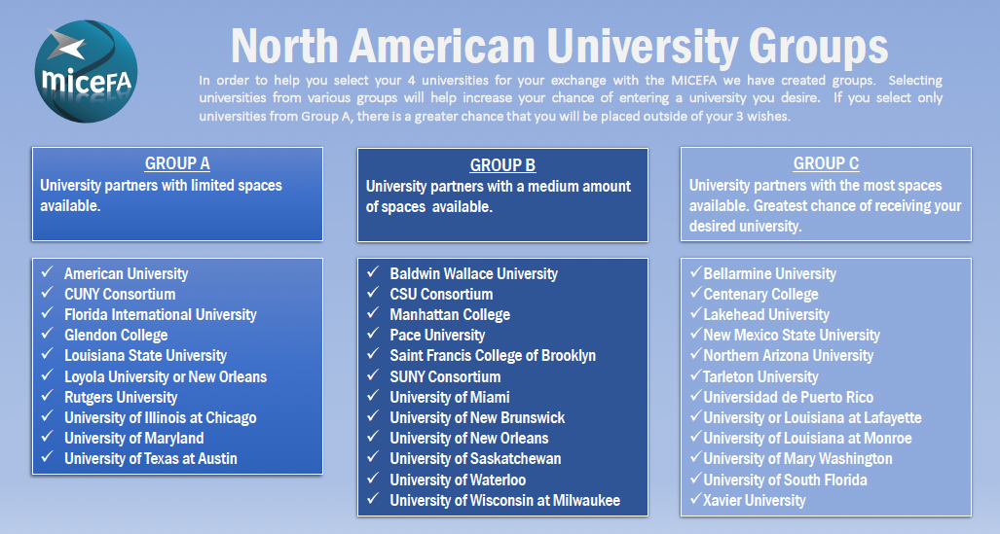 miceFA
North American University Groups
In order to help you select your 4 universities for your exchange with the MICEFA we have created groups. Selecting
universities from various groups will help increase your chance of entering a university you desire. If you select only
universities from Group A, there is a greater chance that you will be placed outside of your 3 wishes.
GROUP A
University partners with limited spaces
available.
American University
CUNY Consortium
Florida International University
Glendon College
Louisiana State University
Loyola University or New Orleans
Rutgers University
University of Illinois at Chicago
University of Maryland
University of Texas at Austin
GROUP B
University partners with a medium amount
of spaces available.
Baldwin Wallace University
CSU Consortium
Manhattan College
Pace University
Saint Francis College of Brooklyn
SUNY Consortium
University of Miami
University of New Brunswick
University of New Orleans
University of Saskatchewan
University of Waterloo
University of Wisconsin at Milwaukee
GROUP C
University partners with the most spaces
available. Greatest chance of receiving your
desired university.
Bellarmine University
Centenary College
Lakehead University
New Mexico State University
Northern Arizona University
Tarleton University
Universidad de Puerto Rico
University or Louisiana at Lafayette
University of Louisiana at Monroe
University of Mary Washington
University of South Florida
Xavier University